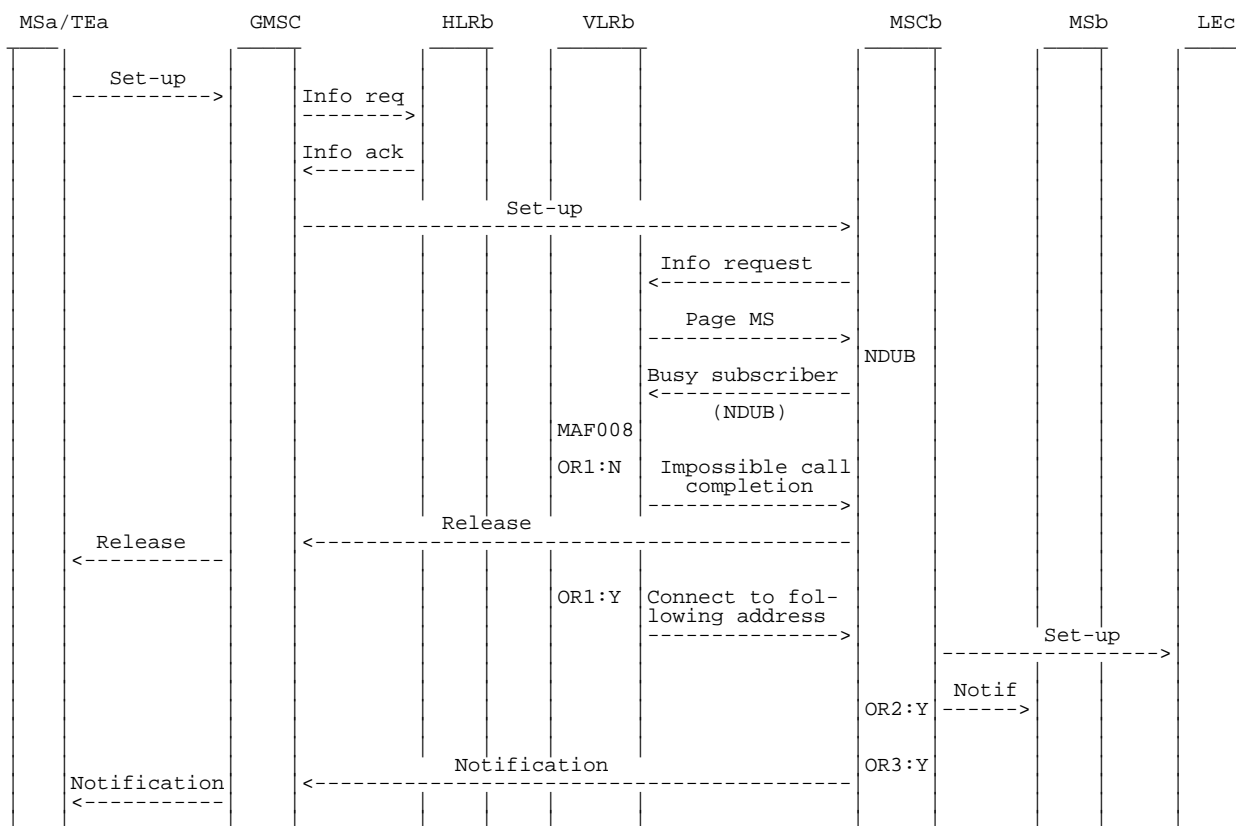 MSa/TEa GMSC HLRb VLRb MSCb MSb LEc
Set-up
Info req
Info ack
Set-up
Info request
Page MS
NDUB
Busy subscriber
(NDUB)
MAF008
OR1:N Impossible call
completion
Release
Release
OR1:Y Connect to fol-
lowing address
Set-up
Notif
OR2:Y
Notification OR3:Y
Notification